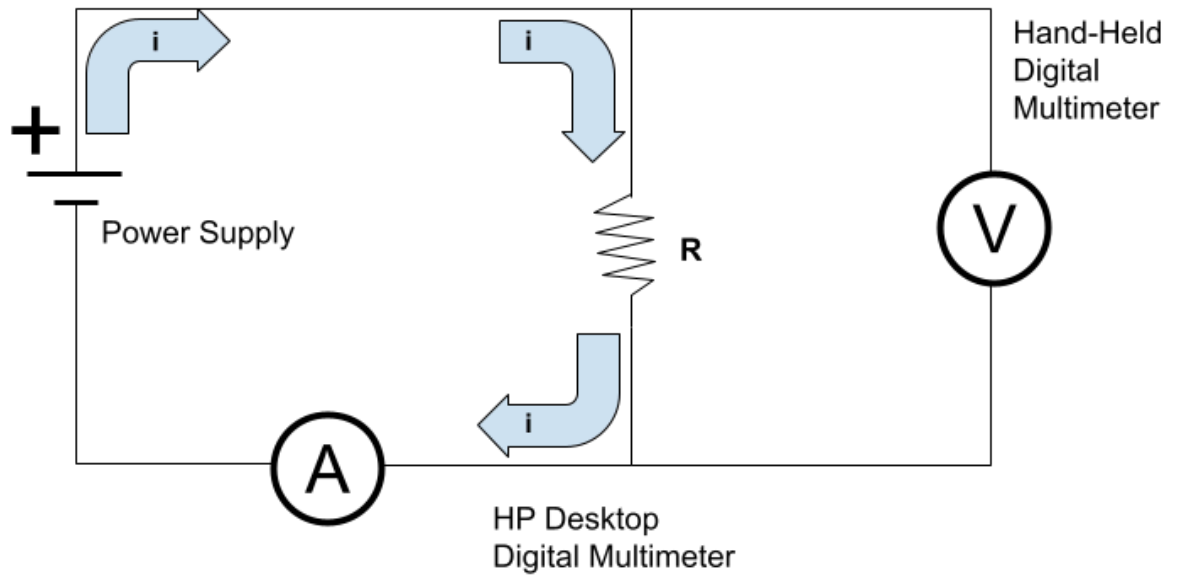 i
i
Hand-Held
Digital
Multimeter
+
Power Supply
V
R
i
A
HP Desktop
Digital Multimeter